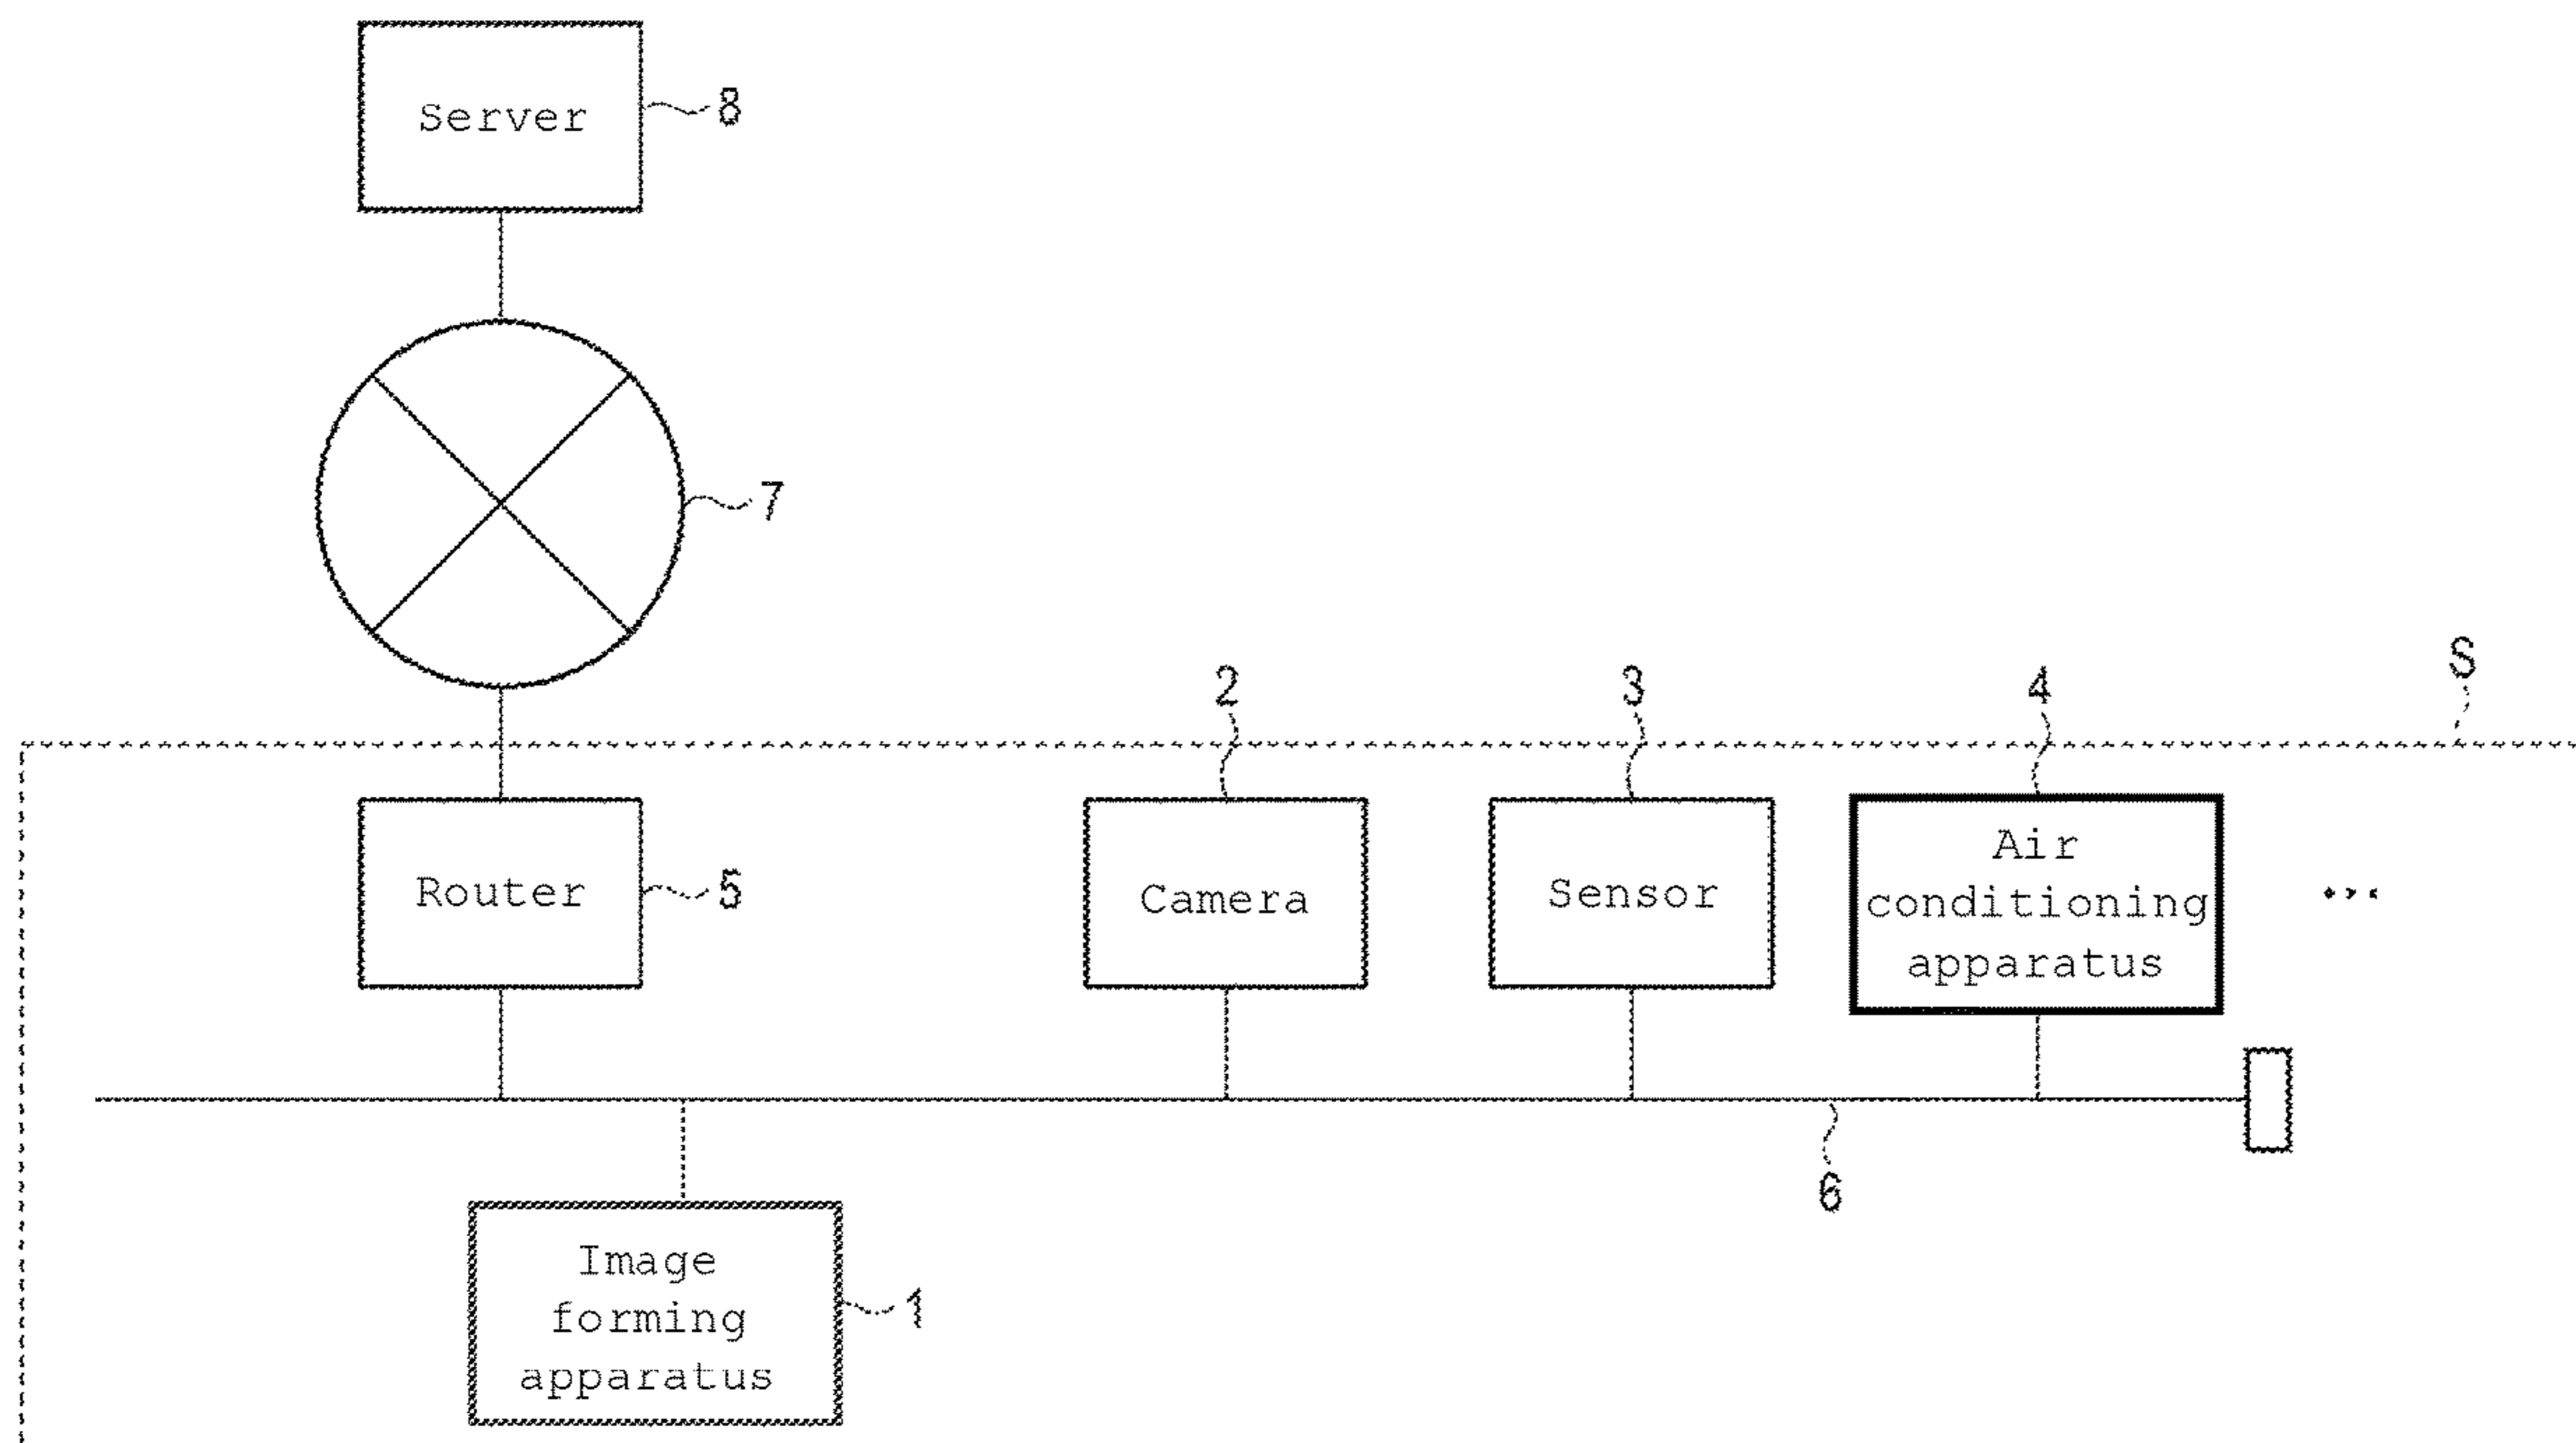 Server
8
7
2
3
4
S
Router
5
Camera
Sensor
Air
conditioning
apparatus
...
6
Image
forming
apparatus
1